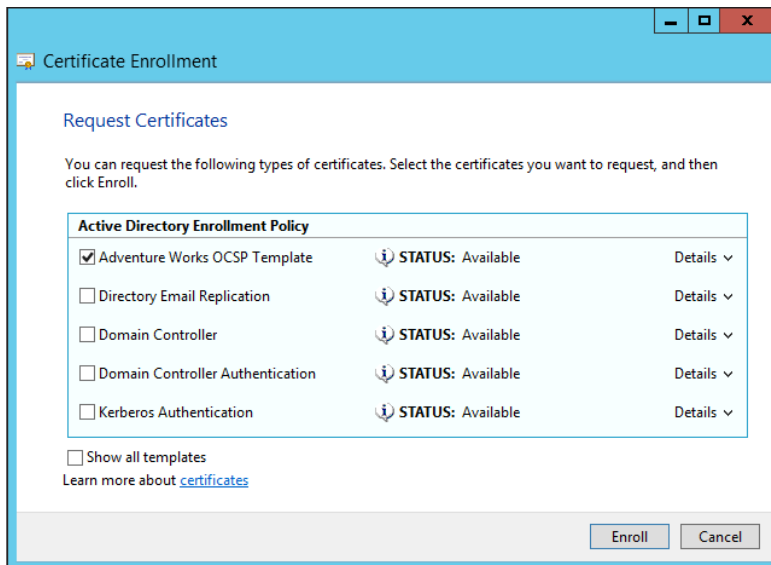 Certificate Enrollment
Request Certificates
You can request the following types of certificates. Select the certificates you want to request, and then
click Enroll.
Active Directory Enrollment Policy
Adventure Works OCSP Template STATUS: Available Details
Directory Email Replication STATUS: Available Details
Domain Controller STATUS: Available Details
Domain Controller Authentication STATUS: Available Details
Kerberos Authentication STATUS: Available Details
Show all templates
Learn more about certificates
Enroll Cancel